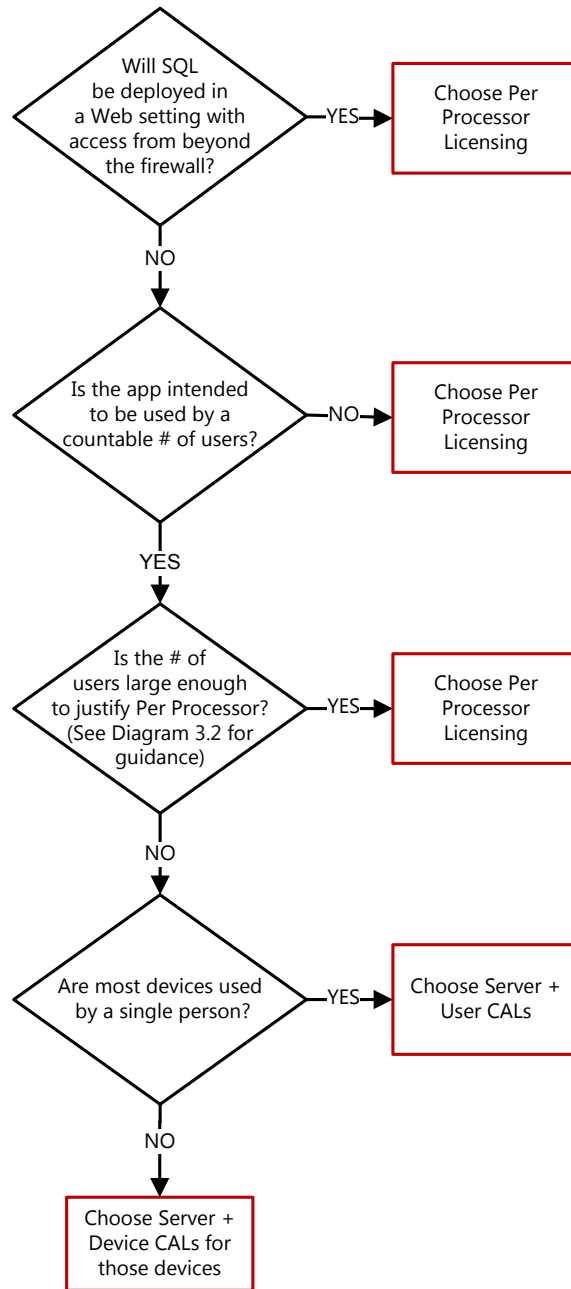 Will SQL
be deployed in
a Web setting with
access from beyond
the firewall?
YES
Choose Per
Processor
Licensing
NO
Is the app intended
to be used by a
countable # of users?
NO
Choose Per
Processor
Licensing
YES
Is the # of
users large enough
to justify Per Processor?
(See Diagram 3.2 for
guidance)
YES
Choose Per
Processor
Licensing
NO
Are most devices used
by a single person?
YES
Choose Server +
User CALs
NO
Choose Server +
Device CALs for
those devices